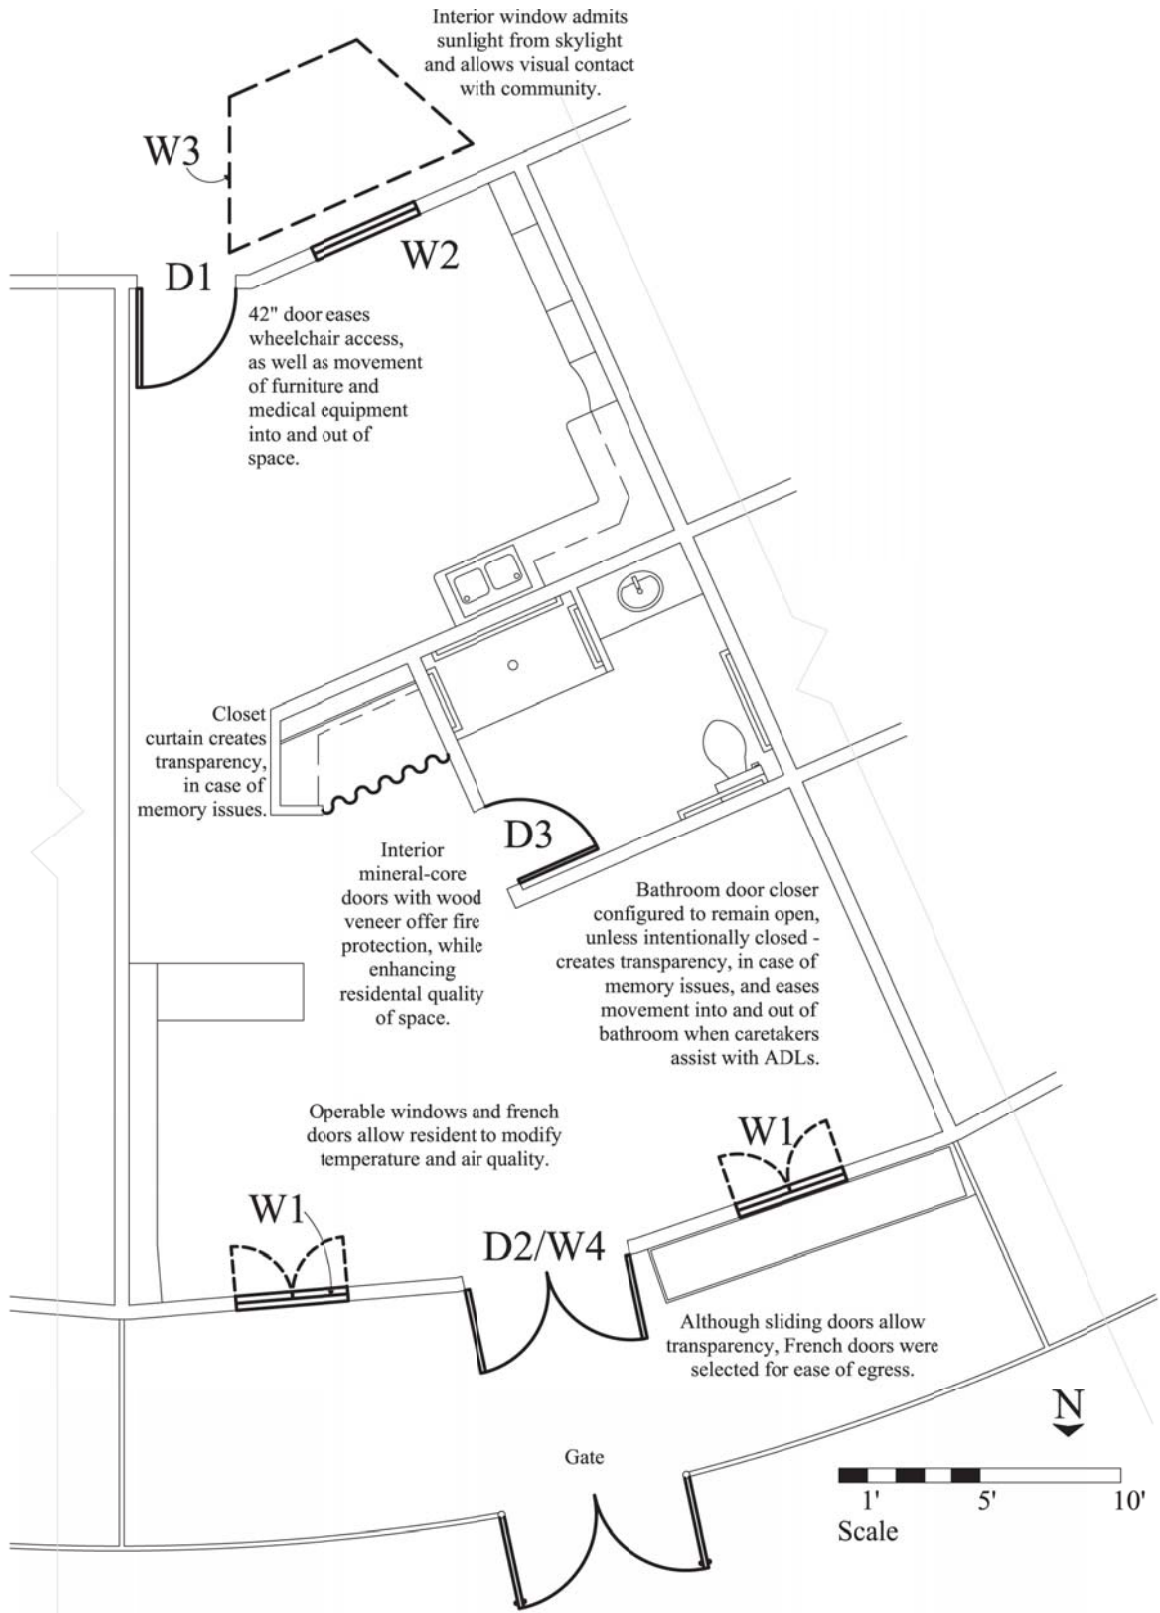 Interior window admits
sunlight from skylight
and allows visual contact
with community.
W3
W2
D1
42" door eases
wheelchair access,
as well as movement
of furniture and
medical equipment
into and out of
space.
Closet
curtain creates
transparency,
in case of
memory issues.
D3
Interior
mineral-core
doors with wood
veneer offer fire
protection, while
enhancing
residental quality
of space.
Bathroom door closer
configured to remain open,
unless intentionally closed -
creates transparency, in case of
memory issues, and eases
movement into and out of
bathroom when caretakers
assist with ADLs.
Operable windows and french
doors allow resident to modify
temperature and air quality.
W1
W1
D2/W4
Although sliding doors allow
transparency, French doors were
selected for ease of egress.
N
Gate
1' 5' 10'
Scale